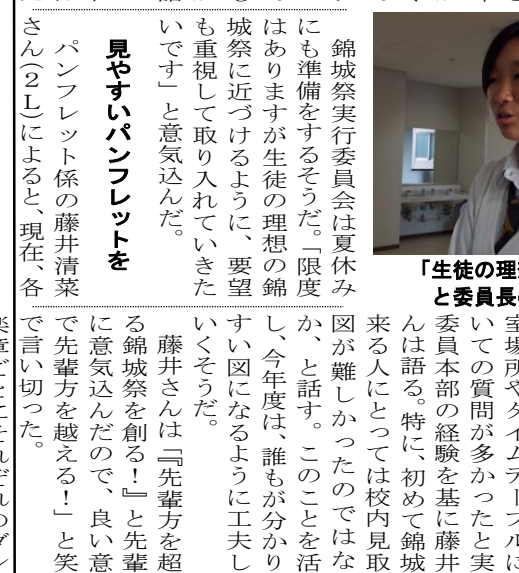 「生徒の理
と委員長の
錦城祭実行委員会は夏休み
にも準備をするそうだ。「限度
はありますが生徒の理想の錦
城祭に近づけるように、要望
も重視して取り入れていきた
いです」と意気込んだ。
見やすいパンフレットを
パンフレット係の藤井清菜
さん(2L)によると、現在、各
室場所やタイムテーブルに
いての質問が多かったと実
委員本部の経験を基に藤井
んは語る。特に、初めて錦城
来る人にとっては校内見取
図が難しかったのではな
か、と話す。このことを活
し、今年度は、誰もが分かり
すい図になるように工夫し
いくそうだ。
藤井さんは『先輩方を超
る錦城祭を創る!』と先輩
に意気込んだので、良い意
で先輩方を越える!」と笑
で言い切った。